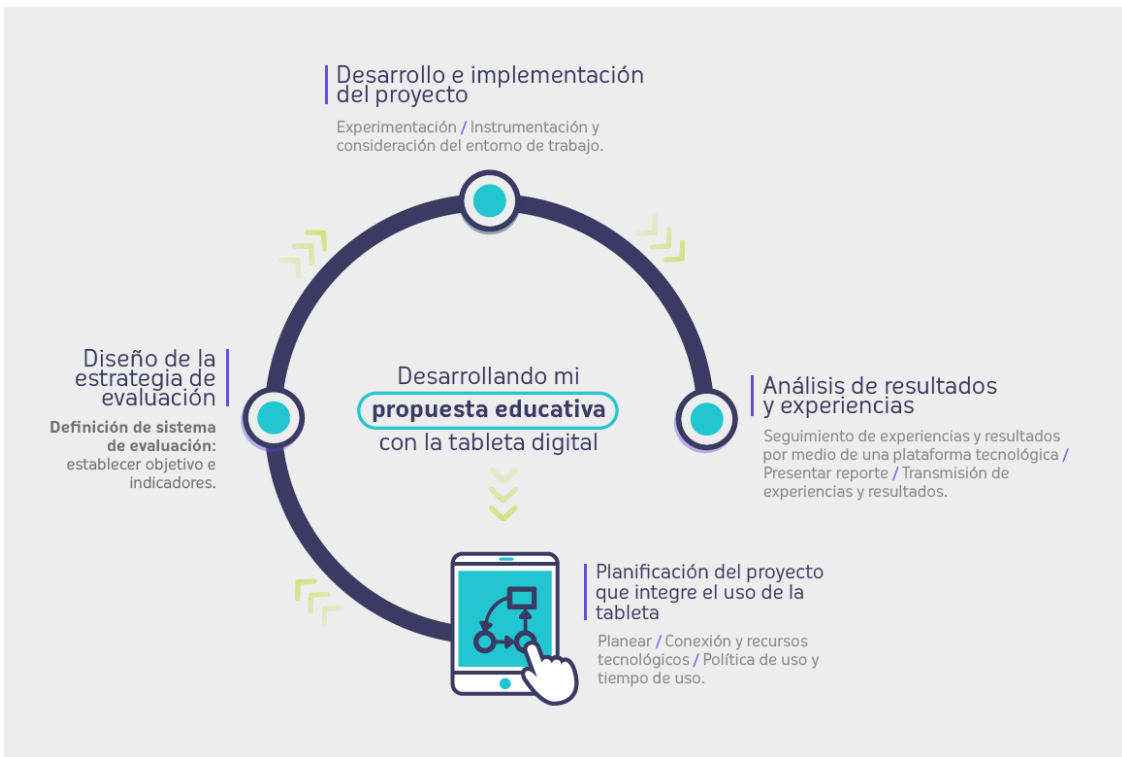 Desarrollo e implementación
del proyecto
Experimentación / Instrumentación y
consideración del entorno de trabajo.
Diseño de la
estrategia de
evaluación
Definición de sistema
de evaluación:
establecer objetivo e
indicadores.
Desarrollando mi
propuesta educativa
con la tableta digital
Análisis de resultados
y experiencias
Seguimiento de experiencias y resultados
por medio de una plataforma tecnológica /
Presentar reporte / Transmisión de
experiencias y resultados.
Planificación del proyecto
que integre el uso de la
tableta
Planear / Conexión y recursos
tecnológicos / Política de uso y
tiempo de uso.